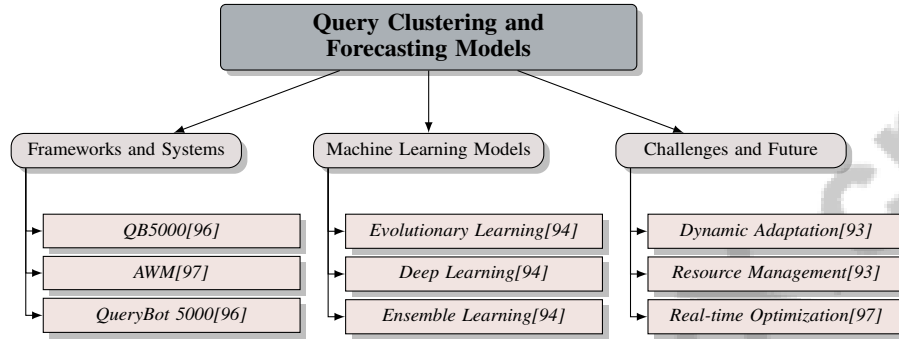 Query Clustering and
Forecasting Models
Frameworks and Systems
Machine Learning Models
Challenges and Future
QB5000[96]
AWM[97]
QueryBot 5000[96]
Evolutionary Learning[94]
Deep Learning[94]
Ensemble Learning[94]
Dynamic Adaptation[93]
Resource Management[93]
Real-time Optimization[97]